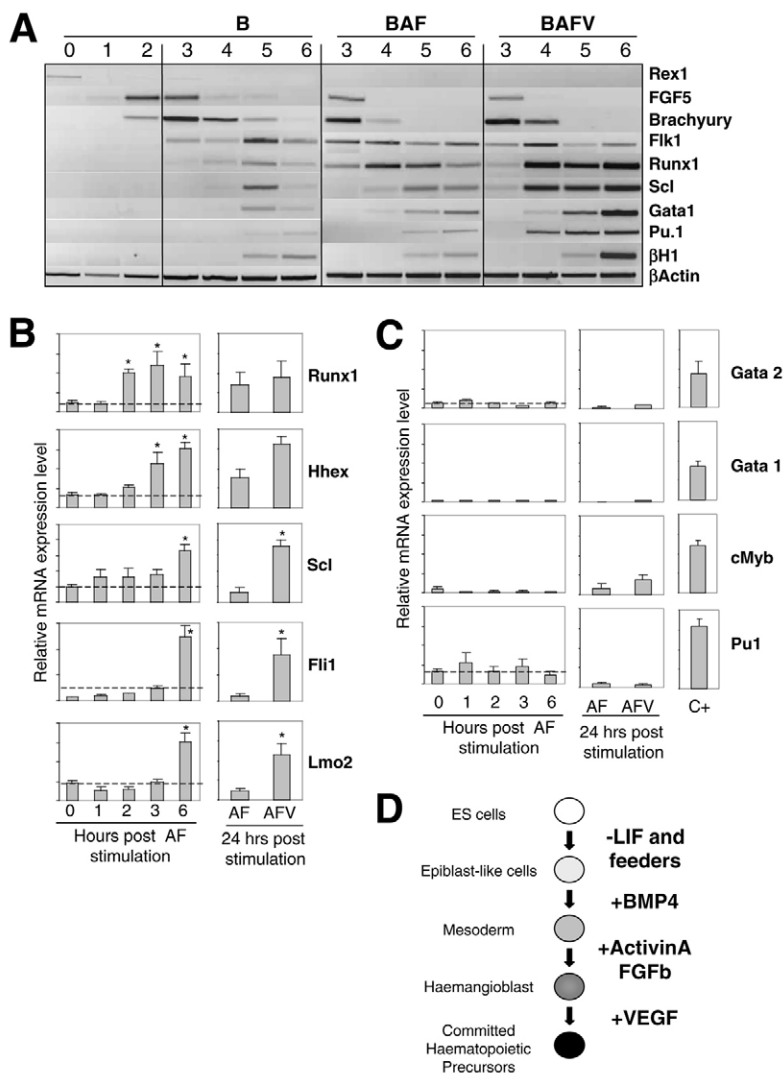 A
B BAF BAFV
0 1 2 3 4 5 6 3 4 5 6 3 4 5 6
Rex1
FGF5
Brachyury
Flk1
Runx1
Scl
Gata1
Pu.1
βH1
βActin
B
Relative mRNA expression level
* * *
Runx1
* *
Hhex
* *
Scl
* *
Fli1
* *
Lmo2
0 1 2 3 6 AF AFV
Hours post AF
stimulation
24 hrs post
stimulation
C
Relative mRNA expression level
Gata 2
Gata 1
cMyb
Pu1
0 1 2 3 6 AF AFV C+
Hours post AF
stimulation
24 hrs post
stimulation
D
ES cells
-LIF and
feeders
Epiblast-like cells
+BMP4
Mesoderm
+ActivinA
FGFb
Haemangioblast
+VEGF
Committed
Haematopoietic
Precursors